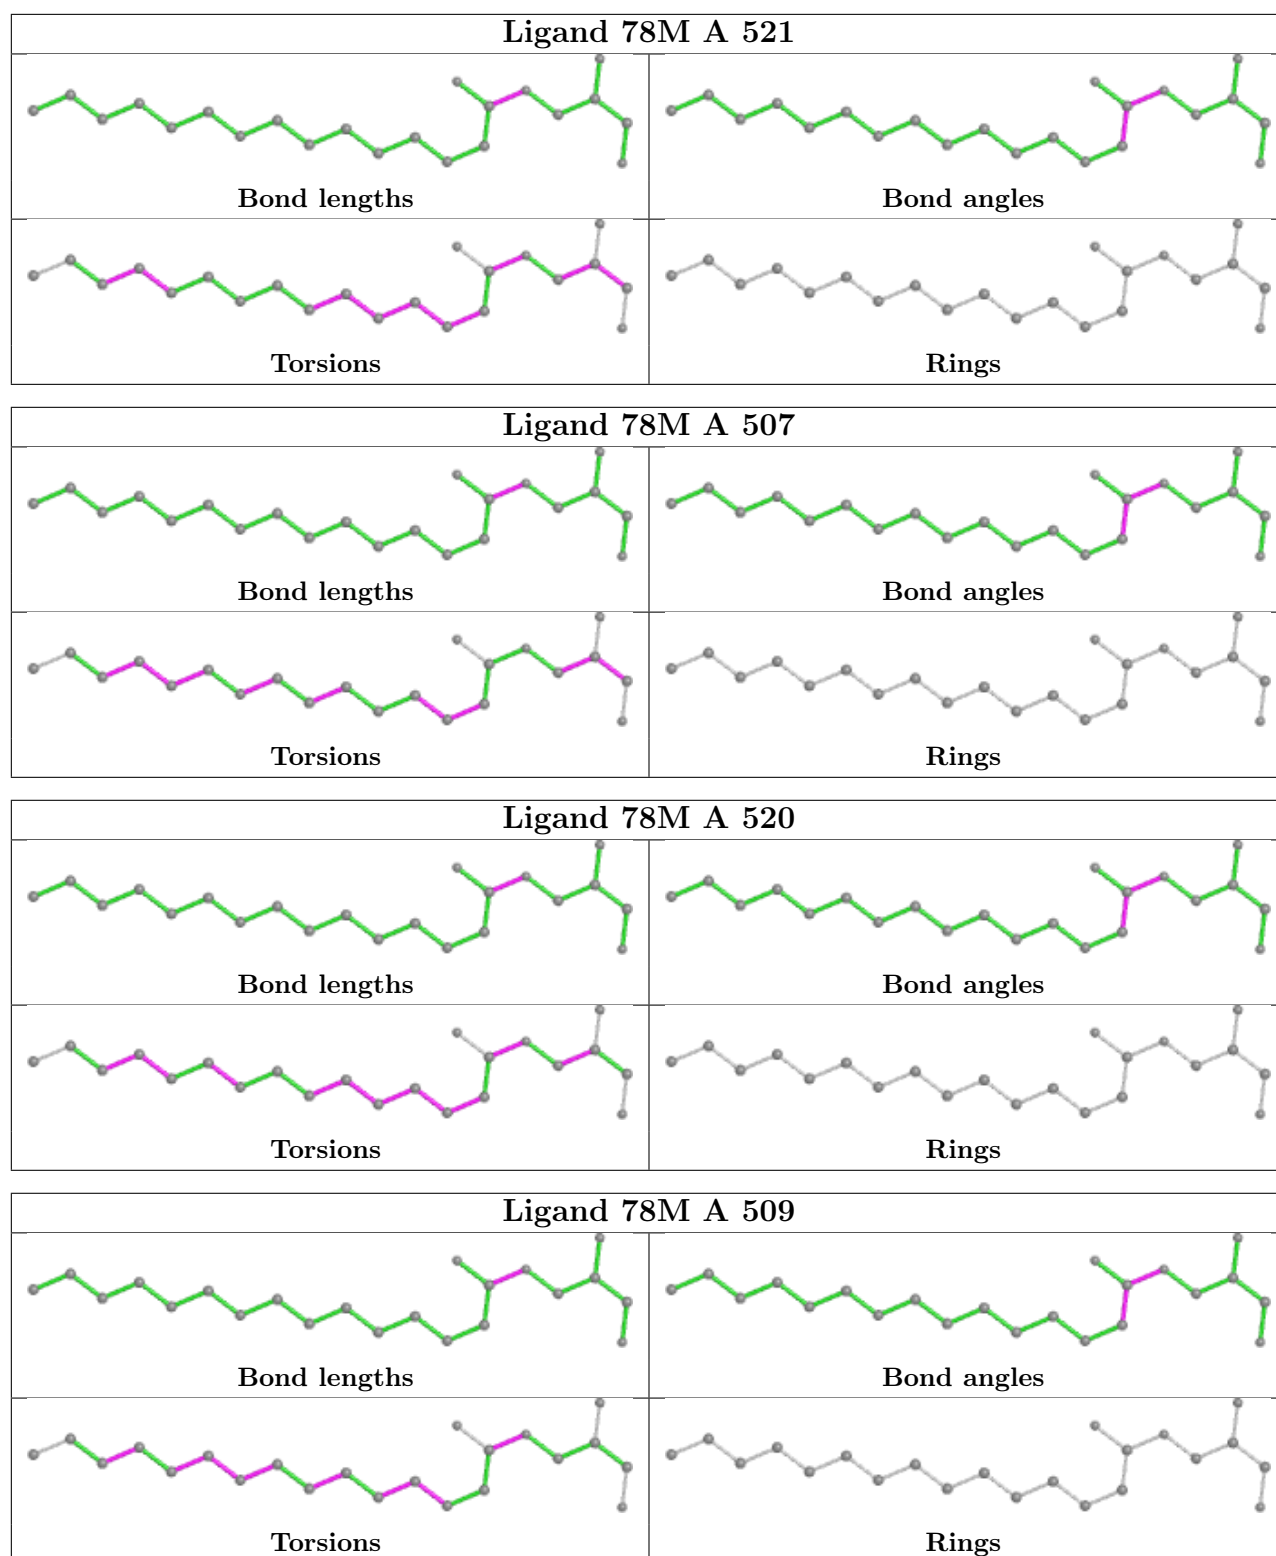 Ligand 78M A 521
Bond lengths Bond angles
Torsions Rings
Ligand 78M A 507
Bond lengths Bond angles
Torsions Rings
Ligand 78M A 520
Bond lengths Bond angles
Torsions Rings
Ligand 78M A 509
Bond lengths Bond angles
Torsions Rings